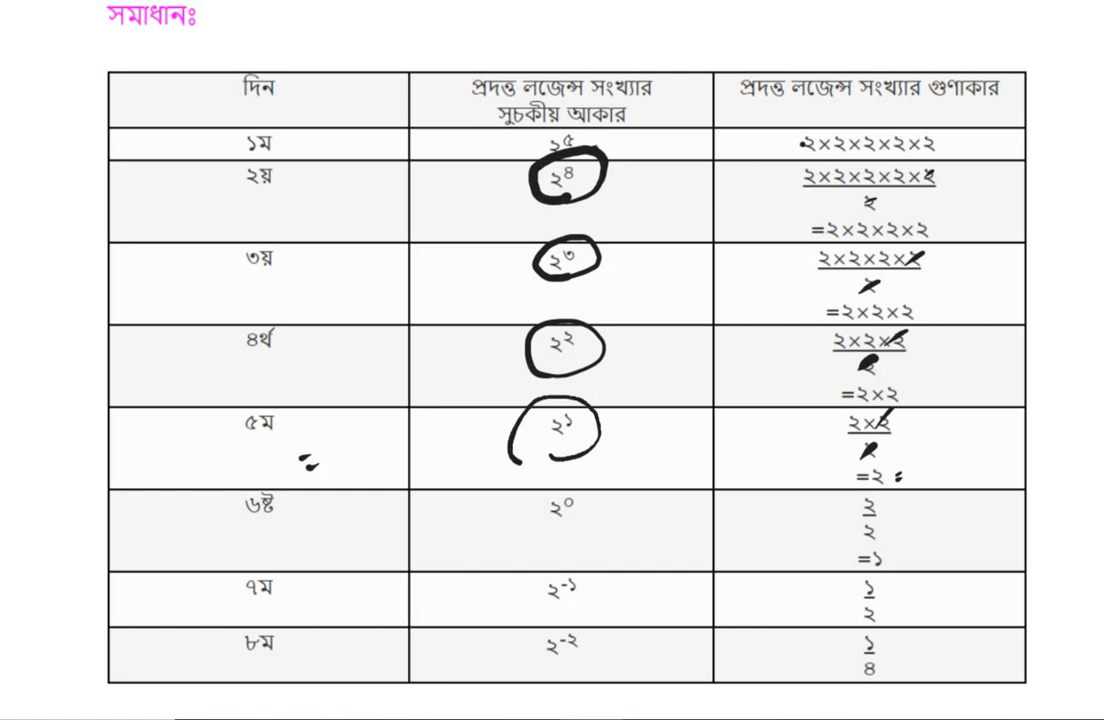 সমাধানঃ
দিন
প্রদত্ত লজেন্স সংখ্যার
সুচকীয় আকার
প্রদত্ত লজেন্স সংখ্যার গুণাকার
১ম
২⁵
২×২×২×২×২
২য়
২⁴
২×২×২×২×২
২
=২×২×২×২
৩য়
২³
২×২×২×২
২
=২×২×২
৪র্থ
২²
২×২×২
২
=২×২
৫ম
২¹
২×২
২
=২
৬ষ্ট
২⁰
২
২
=১
৭ম
২⁻¹
১
২
৮ম
২⁻²
১
৪